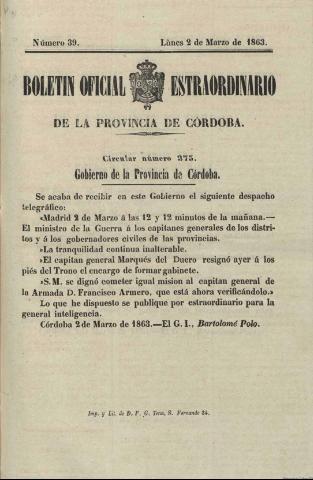 Número 39. Lúnes 2 de Marzo de 1863.
BOLETIN OFICIAL ESTRAORDINARIO
DE LA PROVINCIA DE CÓRDOBA.
Circular número 275.
Gobierno de la Provincia de Córdoba.
Se acaba de recibir en este Gobierno el siguiente despacho
telegráfico:
«Madrid 2 de Marzo á las 12 y 12 minutos de la mañana.—
El ministro de la Guerra á los capitanes generales de los distri-
tos y á los gobernadores civiles de las provincias.
»La tranquilidad continua inalterable.
»El capitan general Marqués del Duero resignó ayer á los
piés del Trono el encargo de formar gabinete.
»S.M. se dignó cometer igual mision al capitan general de
la Armada D. Francisco Armero, que está ahora verificándolo.»
Lo que he dispuesto se publique por estraordinario para la
general inteligencia.
Córdoba 2 de Marzo de 1863.—El G. I., Bartolomé Polo.
Imp. y Lit. de D. F. G. Tena, S. Fernando 34.